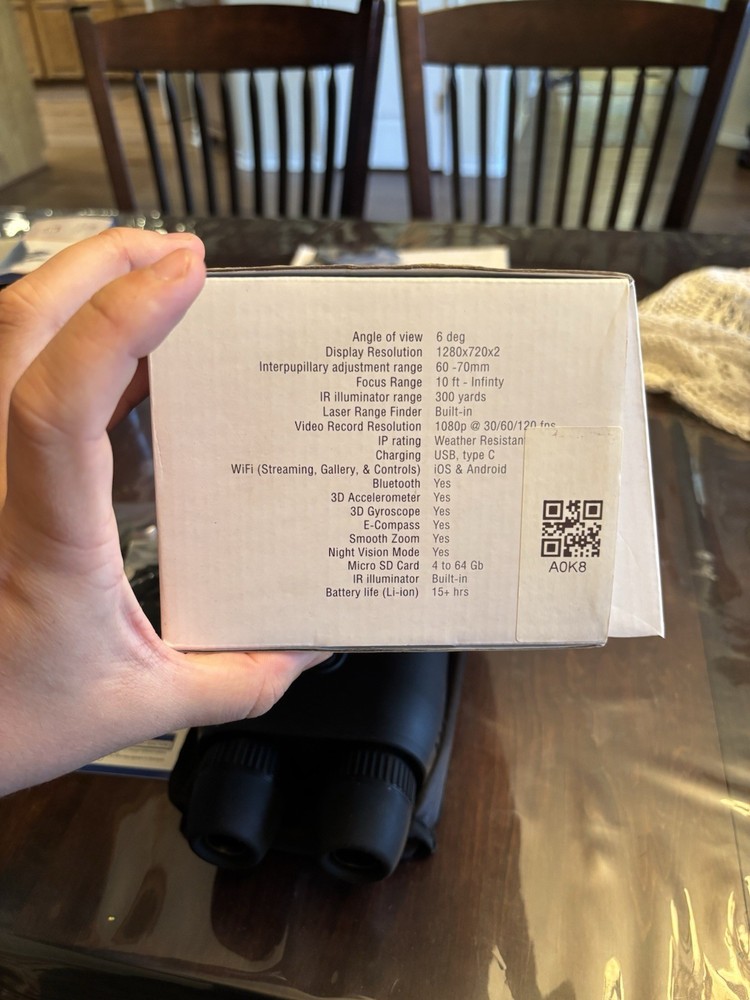 Angle of view 6 deg
Display Resolution 1280x720x2
Interpupillary adjustment range 60 -70mm
Focus Range 10 ft - Infinty
IR illuminator range 300 yards
Laser Range Finder Built-in
Video Record Resolution 1080p @ 30/60/120 fps
IP rating Weather Resistan
Charging USB, type C
WiFi (Streaming, Gallery, & Controls) iOS & Android
Bluetooth Yes
3D Accelerometer Yes
3D Gyroscope Yes
E-Compass Yes
Smooth Zoom Yes
Night Vision Mode Yes
Micro SD Card 4 to 64 Gb
IR illuminator Built-in
Battery life (Li-ion) 15+ hrs
A0K8